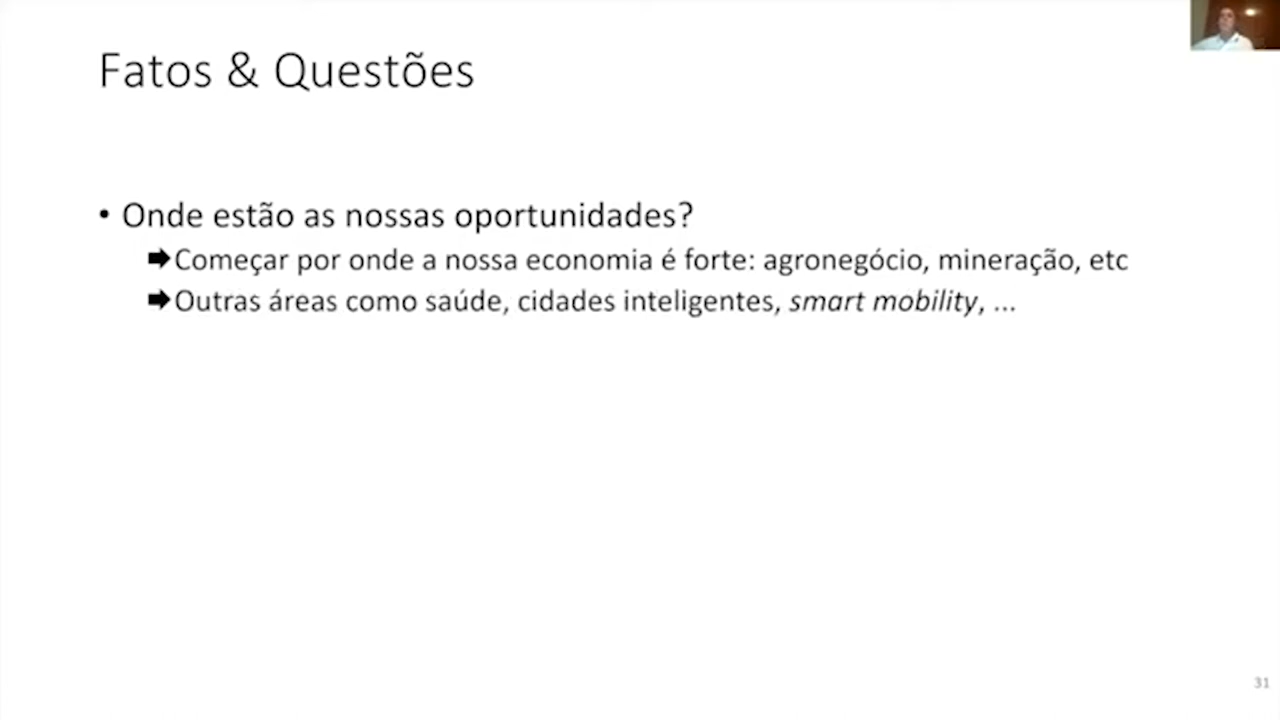 Fatos & Questões
• Onde estão as nossas oportunidades?
➡Começar por onde a nossa economia é forte: agronegócio, mineração, etc
➡Outras áreas como saúde, cidades inteligentes, smart mobility, ...
31